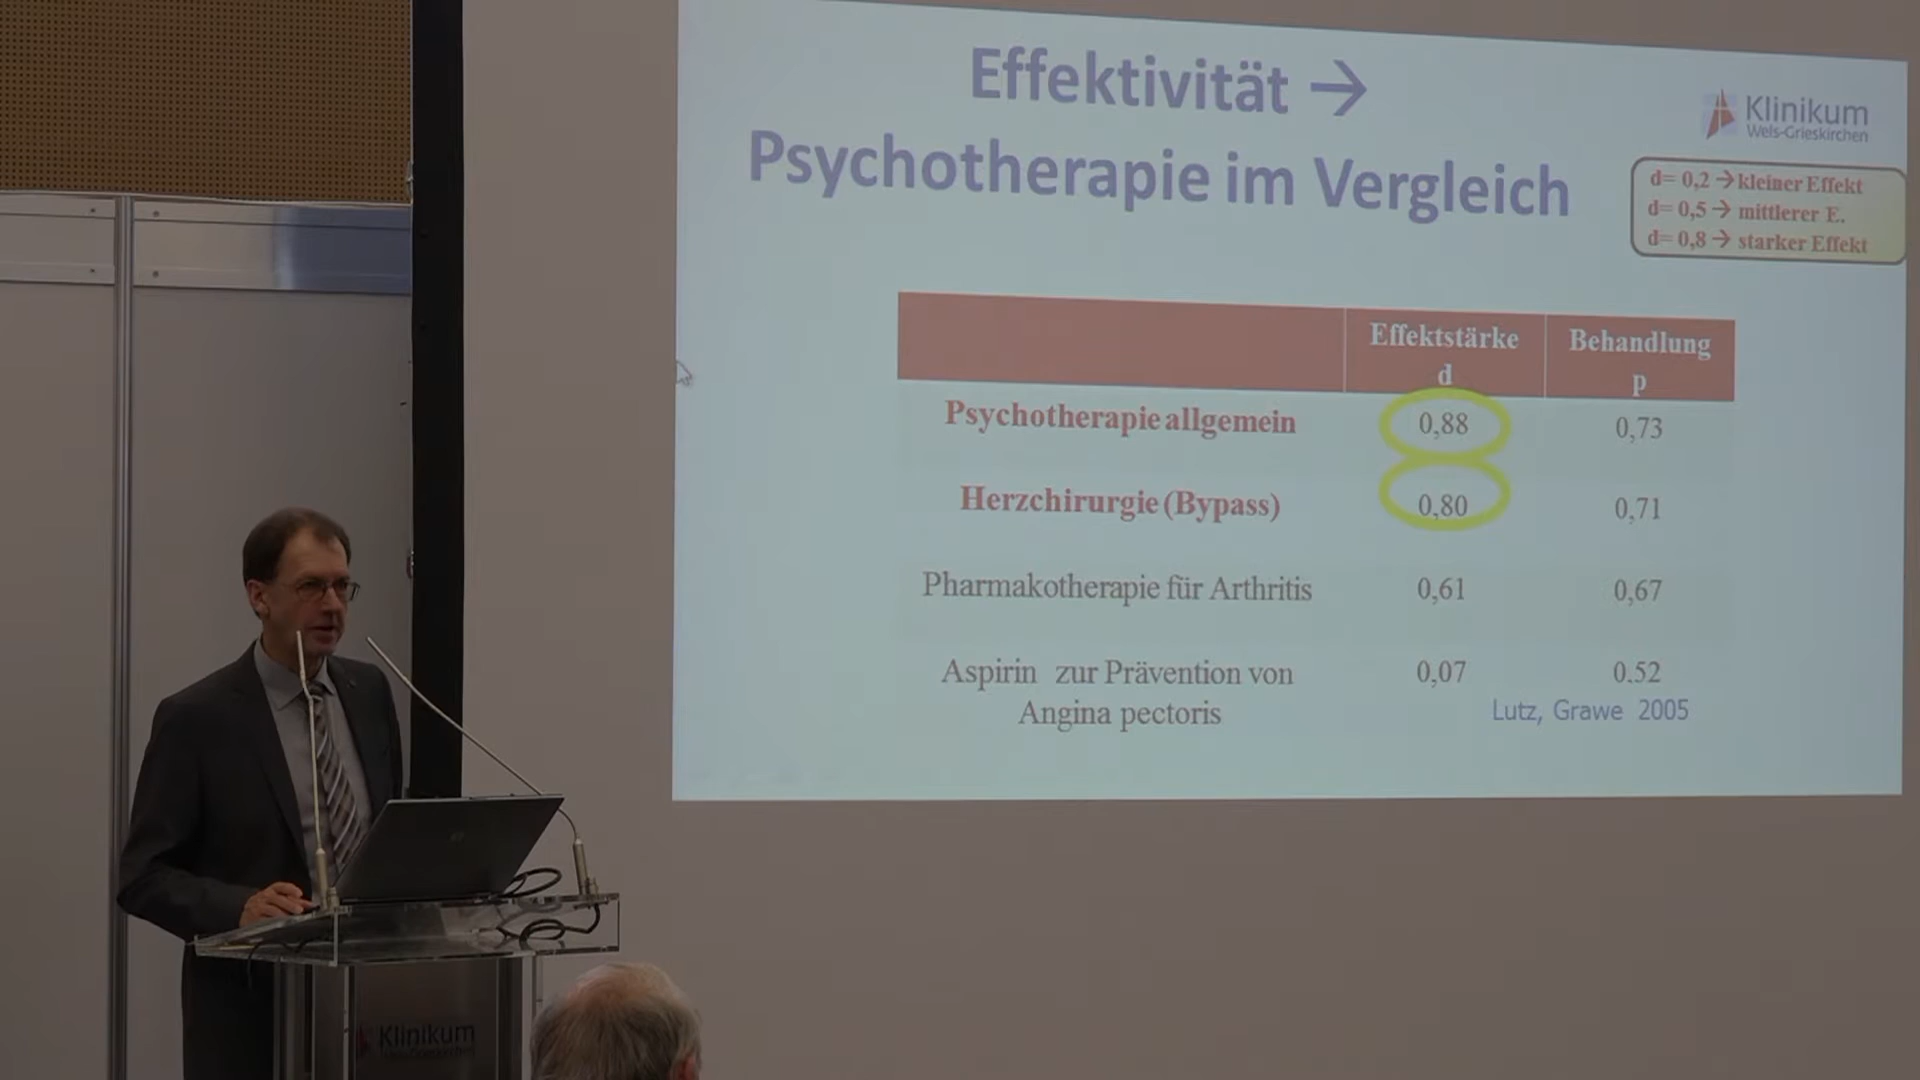 Effektivität →
Psychotherapie im Vergleich
Klinikum
Wels-Grieskirchen
d= 0,2 → kleiner Effekt
d= 0,5 → mittlerer E.
d= 0,8 → starker Effekt
Effektstärke d
Behandlung p
Psychotherapie allgemein 0,88 0,73
Herzchirurgie (Bypass) 0,80 0,71
Pharmakotherapie für Arthritis 0,61 0,67
Aspirin zur Prävention von 0,07 0.52
Angina pectoris
Lutz, Grawe 2005
Klinikum
Wels-Grieskirchen